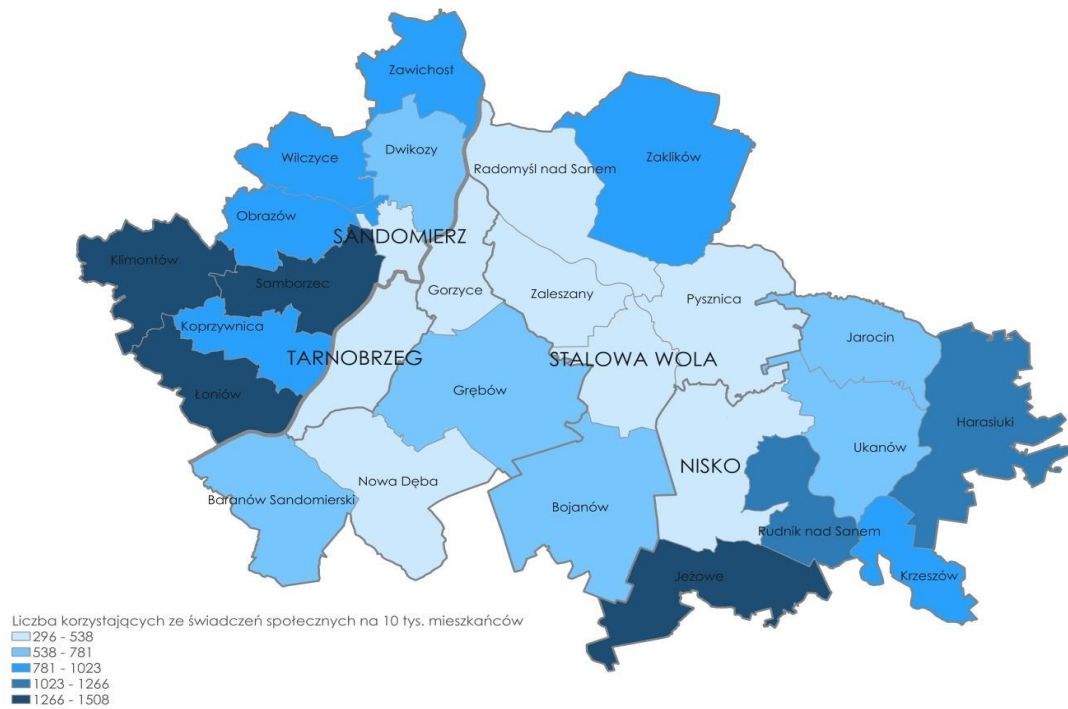 Zawichost
Dwikozy
Wilczyce
Radomyśl nad Sanem
Zaklików
Obrazów
SANDOMIERZ
Klimontów
Samborzec
Gorzyce
Zaleszany
Pysznica
Koprzywnica
TARNOBRZEG
STALOWA WOLA
Jarocin
Łoniów
Grębów
Harasiuki
Ukanów
NISKO
Nowa Dęba
Baranów Sandomierski
Bojanów
Rudnik nad Sanem
Jeżowe
Krzeszów
Liczba korzystających ze świadczeń społecznych na 10 tys. mieszkańców
296 - 538
538 - 781
781 - 1023
1023 - 1266
1266 - 1508